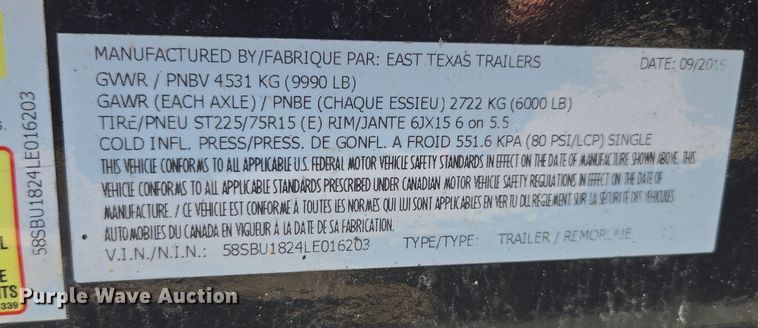 MANUFACTURED BY/FABRIQUE PAR: EAST TEXAS TRAILERS DATE: 09/2019
GVWR / PNBV 4531 KG (9990 LB)
GAWR (EACH AXLE) / PNBE (CHAQUE ESSIEU) 2722 KG (6000 LB)
TIRE/PNEU ST225/75R15 (E) RIM/JANTE 6JX15 6 on 5.5
COLD INFL. PRESS/PRESS. DE GONFL. A FROID 551.6 KPA (80 PSI/LCP) SINGLE
THIS VEHICLE CONFORMS TO ALL APPLICABLE U.S. FEDERAL MOTOR VEHICLE SAFETY STANDARDS IN EFFECT ON THE DATE OF MANUFACTURE SHOWN ABOVE. THIS
VEHICLE CONFORMS TO ALL APPLICABLE STANDARDS PRESCRIBED UNDER CANADIAN MOTOR VEHICLE SAFETY REGULATIONS IN EFFECT ON THE DATE OF
MANUFACTURE. / CE VÉHICLE EST CONFORME À TOUTES LES NORMES QUI LUI SONT APPLICABLES EN VERTU DU RÈGLEMENT SUR LA SÉCURITÉ DES VÉHICULES
AUTOMOBILES DU CANADA EN VIGUEUR À LA DATE DE SA FABRICATION.
V.I.N./N.I.N.: 58SBU1824LE016203 TYPE/TYPE: TRAILER / REMORQUE
58SBU1824LE016203
S.
L
E
ITS
339
Purple Wave Auction